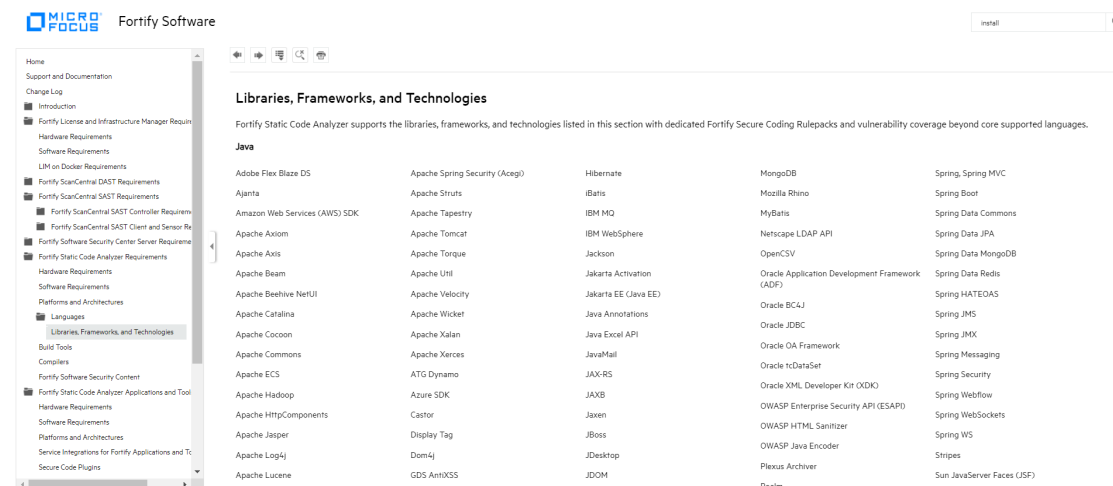 MICRO FOCUS
Fortify Software
install
Home
Support and Documentation
Change Log
Introduction
Fortify License and Infrastructure Manager Requir
Hardware Requirements
Software Requirements
LIM on Docker Requirements
Fortify ScanCentral DAST Requirements
Fortify ScanCentral SAST Requirements
Fortify ScanCentral SAST Controller Requirem
Fortify ScanCentral SAST Client and Sensor Re
Fortify Software Security Center Server Requireme
Fortify Static Code Analyzer Requirements
Hardware Requirements
Software Requirements
Platforms and Architectures
Languages
Libraries, Frameworks, and Technologies
Build Tools
Compilers
Fortify Software Security Content
Fortify Static Code Analyzer Applications and Tool
Hardware Requirements
Software Requirements
Platforms and Architectures
Service Integrations for Fortify Applications and To
Secure Code Plugins
Libraries, Frameworks, and Technologies
Fortify Static Code Analyzer supports the libraries, frameworks, and technologies listed in this section with dedicated Fortify Secure Coding Rulepacks and vulnerability coverage beyond core supported languages.
Java
Adobe Flex Blaze DS
Ajanta
Amazon Web Services (AWS) SDK
Apache Axiom
Apache Axis
Apache Beam
Apache Beehive NetUI
Apache Catalina
Apache Cocoon
Apache Commons
Apache ECS
Apache Hadoop
Apache HttpComponents
Apache Jasper
Apache Log4j
Apache Lucene
Apache Spring Security (Acegi)
Apache Struts
Apache Tapestry
Apache Tomcat
Apache Torque
Apache Util
Apache Velocity
Apache Wicket
Apache Xalan
Apache Xerces
ATG Dynamo
Azure SDK
Castor
Display Tag
Dom4j
GDS AntiXSS
Hibernate
iBatis
IBM MQ
IBM WebSphere
Jackson
Jakarta Activation
Jakarta EE (Java EE)
Java Annotations
Java Excel API
JavaMail
JAX-RS
JAXB
Jaxen
JBoss
JDesktop
JDOM
MongoDB
Mozilla Rhino
MyBatis
Netscape LDAP API
OpenCSV
Oracle Application Development Framework
(ADF)
Oracle BC4J
Oracle JDBC
Oracle OA Framework
Oracle tcDataSet
Oracle XML Developer Kit (XDK)
OWASP Enterprise Security API (ESAPI)
OWASP HTML Sanitizer
OWASP Java Encoder
Plexus Archiver
Spring, Spring MVC
Spring Boot
Spring Data Commons
Spring Data JPA
Spring Data MongoDB
Spring Data Redis
Spring HATEOAS
Spring JMS
Spring JMX
Spring Messaging
Spring Security
Spring Webflow
Spring WebSockets
Spring WS
Stripes
Sun JavaServer Faces (JSF)